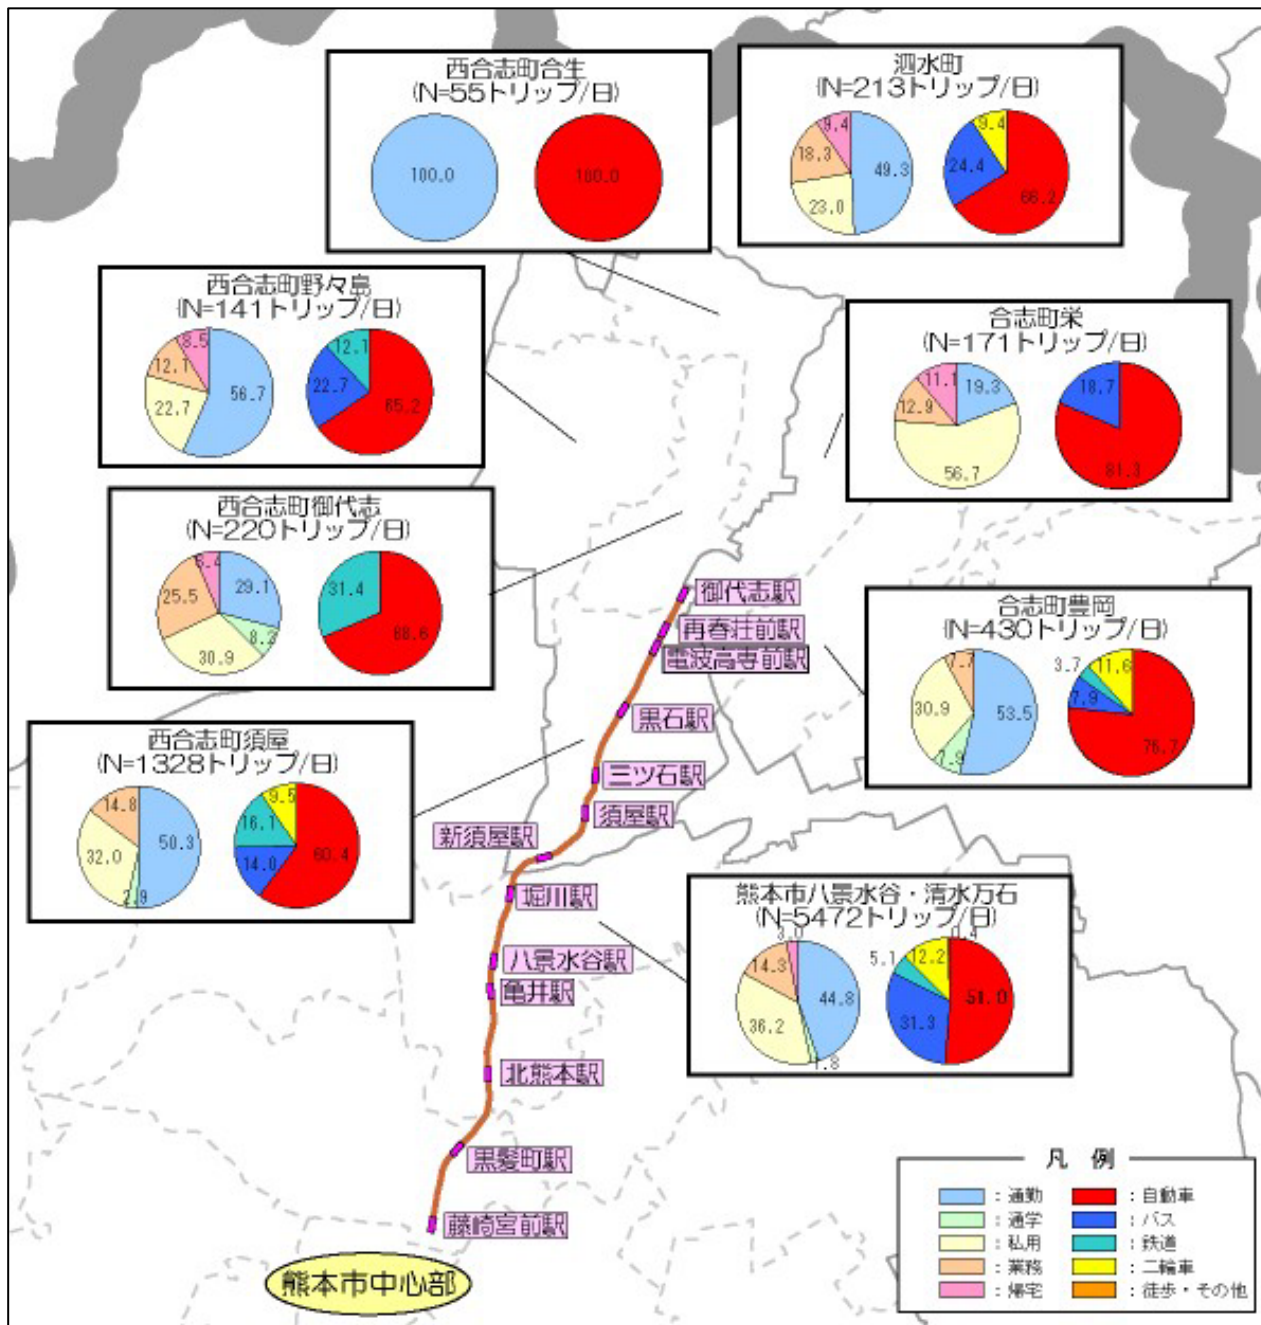 西合志町合生
(N=55トリップ/日)
100.0
100.0
泗水町
(N=213トリップ/日)
9.4
18.3
49.3
23.0
9.4
24.4
66.2
西合志町野々島
(N=141トリップ/日)
8.5
12.1
56.7
22.7
12.1
22.7
65.2
合志町栄
(N=171トリップ/日)
11.1
19.3
12.9
56.7
18.7
81.3
西合志町御代志
(N=220トリップ/日)
6.4
29.1
25.5
8.2
30.9
31.4
68.6
合志町豊岡
(N=430トリップ/日)
7.7
30.9
53.5
7.9
3.7
11.6
7.9
76.7
西合志町須屋
(N=1328トリップ/日)
14.8
50.3
32.0
2.9
9.5
16.1
14.0
60.4
熊本市八景水谷・清水万石
(N=5472トリップ/日)
3.0
14.3
44.8
36.2
1.8
0.4
5.1
12.2
51.0
31.3
御代志駅
再春荘前駅
電波高専前駅
黒石駅
三ツ石駅
須屋駅
新須屋駅
堀川駅
八景水谷駅
亀井駅
北熊本駅
黒髪町駅
藤崎宮前駅
熊本市中心部
凡 例
：通勤
：自動車
：通学
：バス
：私用
：鉄道
：業務
：二輪車
：帰宅
：徒歩・その他